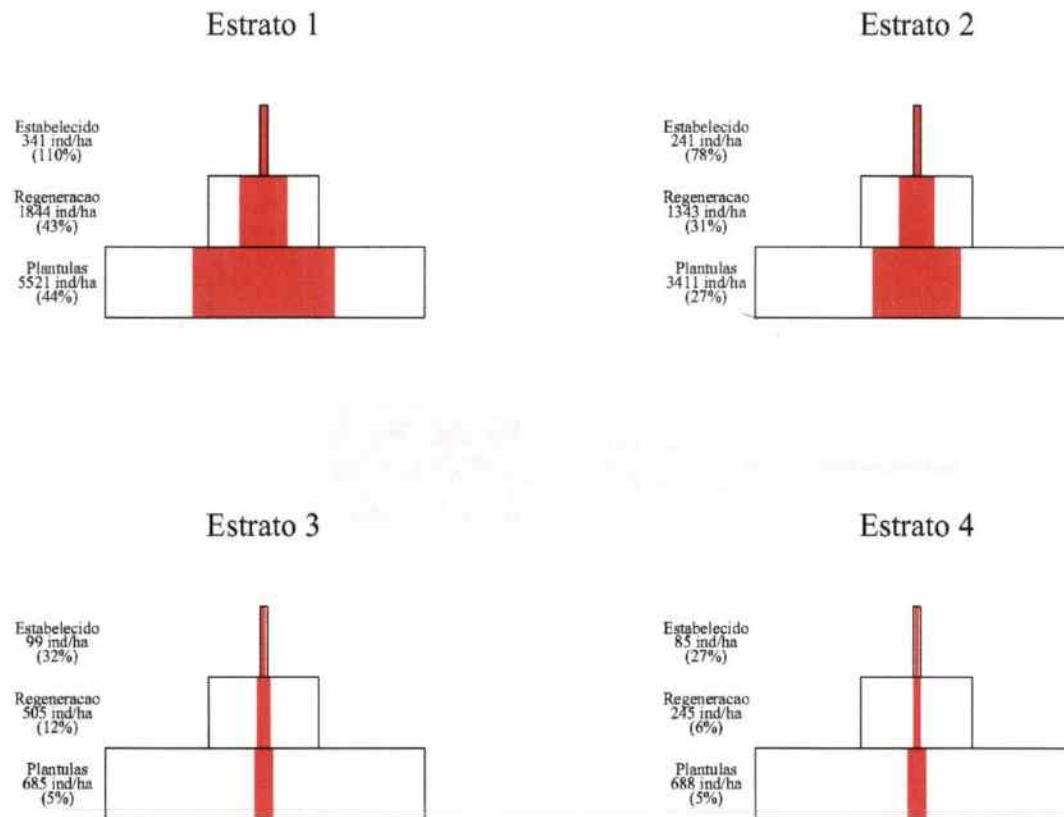 Estrato 1
Estabelecido
341 ind/ha
(110%)
Regeneracao
1844 ind/ha
(43%)
Plantulas
5521 ind/ha
(44%)
Estrato 2
Estabelecido
241 ind/ha
(78%)
Regeneracao
1343 ind/ha
(31%)
Plantulas
3411 ind/ha
(27%)
Estrato 3
Estabelecido
99 ind/ha
(32%)
Regeneracao
505 ind/ha
(12%)
Plantulas
685 ind/ha
(5%)
Estrato 4
Estabelecido
85 ind/ha
(27%)
Regeneracao
245 ind/ha
(6%)
Plantulas
688 ind/ha
(5%)